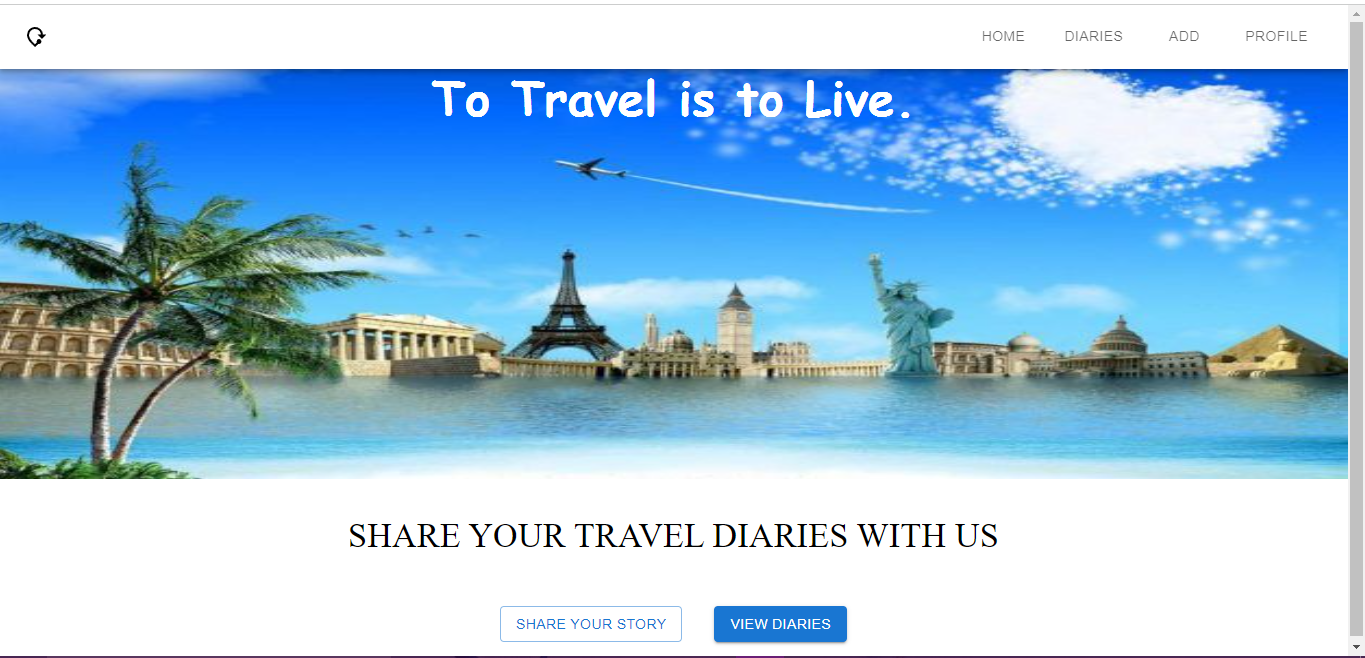 HOME DIARIES ADD PROFILE
To Travel is to Live.
SHARE YOUR TRAVEL DIARIES WITH US
SHARE YOUR STORY VIEW DIARIES